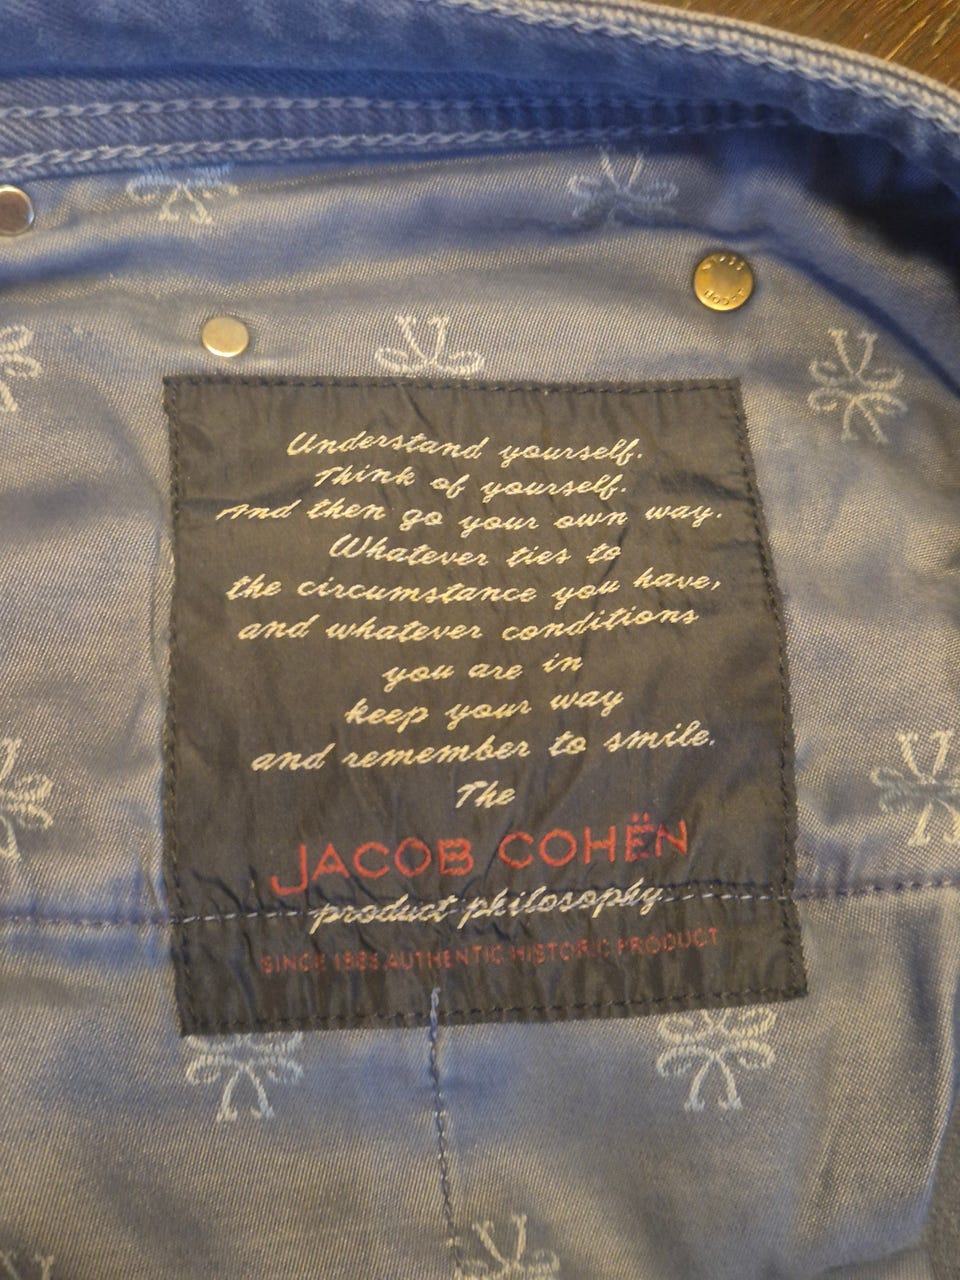 Understand yourself.
Think of yourself.
And then go your own way.
Whatever ties to
the circumstance you have,
and whatever conditions
you are in
keep your way
and remember to smile.
The
JACOB COHËN
product philosophy
SINCE 1985 AUTHENTIC HISTORIC PRODUCT